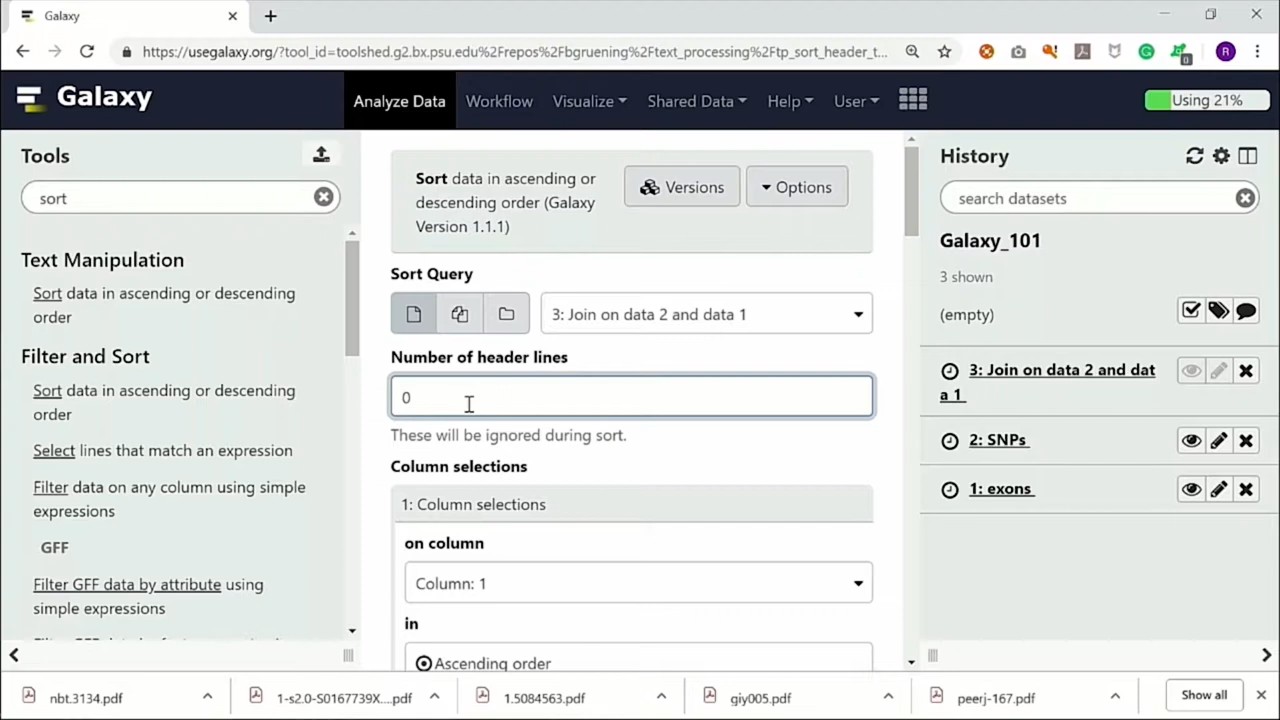 Galaxy
https://usegalaxy.org/?tool_id=toolshed.g2.bx.psu.edu%2Frepos%2Fbgruening%2Ftext_processing%2Ftp_sort_header_t...
0
R
Galaxy
Analyze Data
Workflow
Visualize
Shared Data
Help
User
Using 21%
Tools
sort
Text Manipulation
Sort data in ascending or descending
order
Filter and Sort
Sort data in ascending or descending
order
Select lines that match an expression
Filter data on any column using simple
expressions
GFF
Filter GFF data by attribute using
simple expressions
Sort data in ascending or
descending order (Galaxy
Version 1.1.1)
Versions
Options
Sort Query
3: Join on data 2 and data 1
Number of header lines
0
These will be ignored during sort.
Column selections
1: Column selections
on column
Column: 1
in
Ascending order
History
search datasets
Galaxy_101
3 shown
(empty)
3: Join on data 2 and dat
a 1
2: SNPs
1: exons
nbt.3134.pdf
1-s2.0-S0167739X....pdf
1.5084563.pdf
giy005.pdf
peerj-167.pdf
Show all